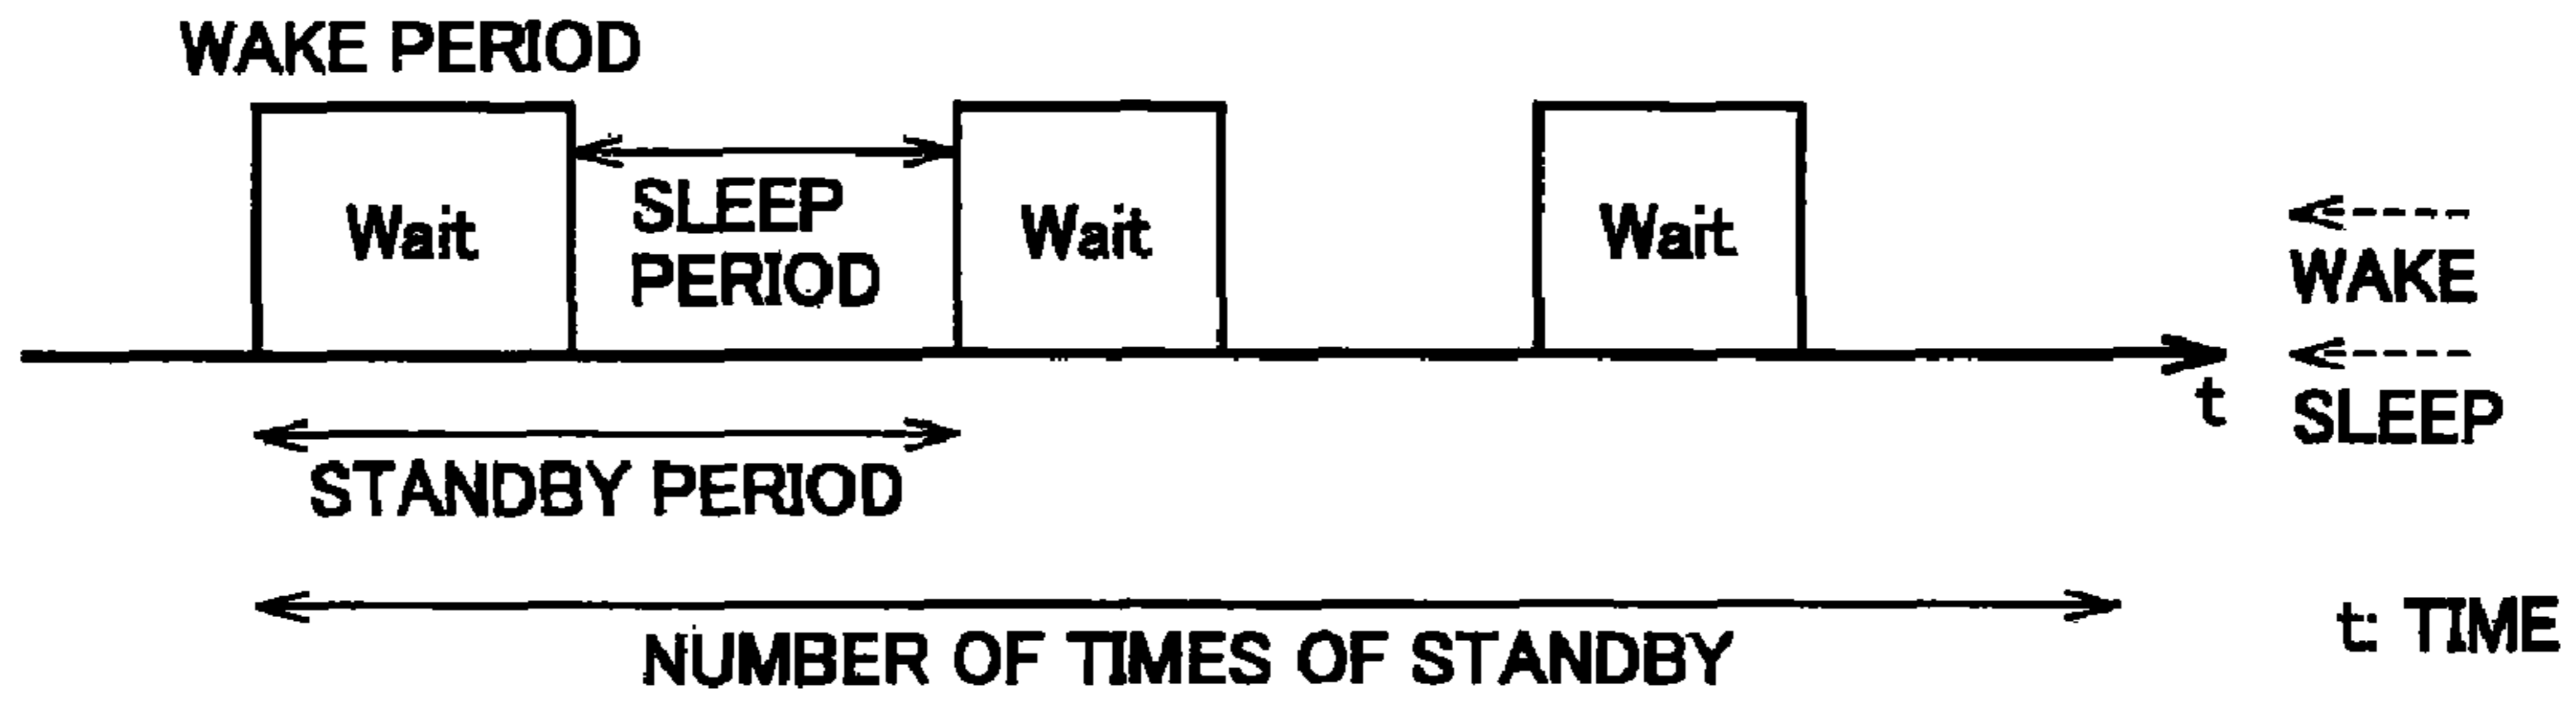 WAKE PERIOD
SLEEP
PERIOD
Wait
Wait
Wait
WAKE
SLEEP
t
STANDBY PERIOD
NUMBER OF TIMES OF STANDBY
t: TIME